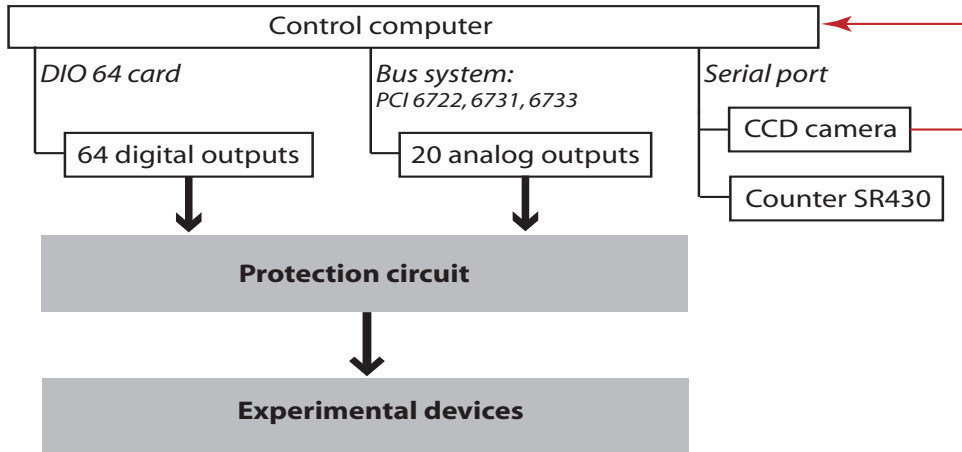 Control computer
DIO 64 card
Bus system:
PCI 6722, 6731, 6733
Serial port
64 digital outputs
20 analog outputs
CCD camera
Counter SR430
Protection circuit
Experimental devices